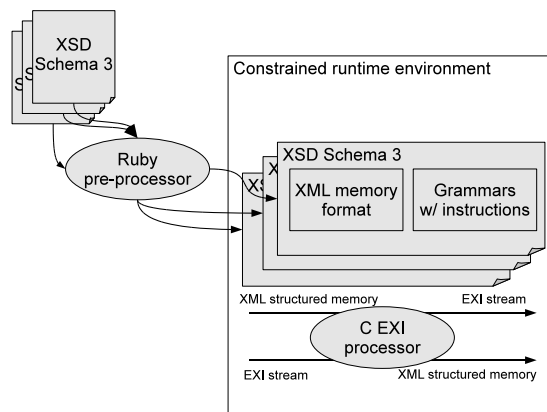 XSD
Schema 3
S
S
Constrained runtime environment
Ruby
pre-processor
XSD Schema 3
X
XS
XML memory
format
Grammars
w/ instructions
XML structured memory
EXI stream
C EXI
processor
EXI stream
XML structured memory